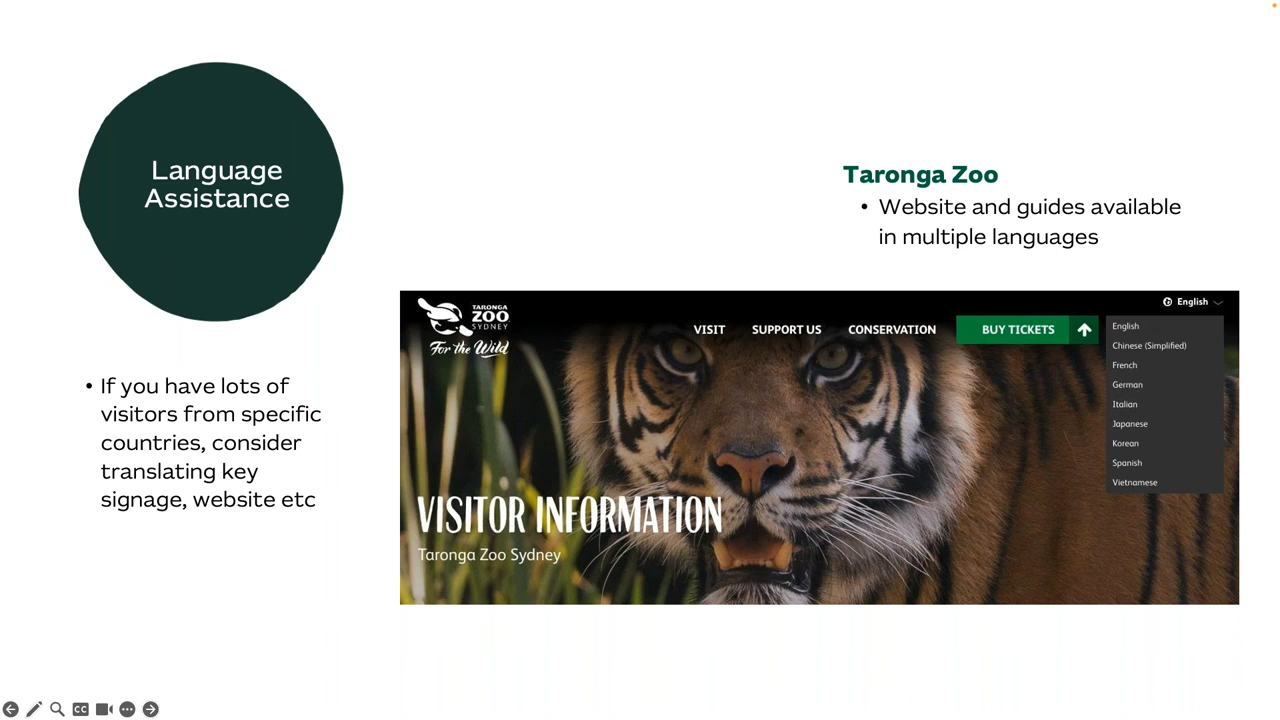 Language
Assistance
• If you have lots of
visitors from specific
countries, consider
translating key
signage, website etc
Taronga Zoo
• Website and guides available
in multiple languages
TARONGA
ZOO
SYDNEY
For the Wild
VISIT
SUPPORT US
CONSERVATION
BUY TICKETS
English
English
Chinese (Simplified)
French
German
Italian
Japanese
Korean
Spanish
Vietnamese
VISITOR INFORMATION
Taronga Zoo Sydney
CC